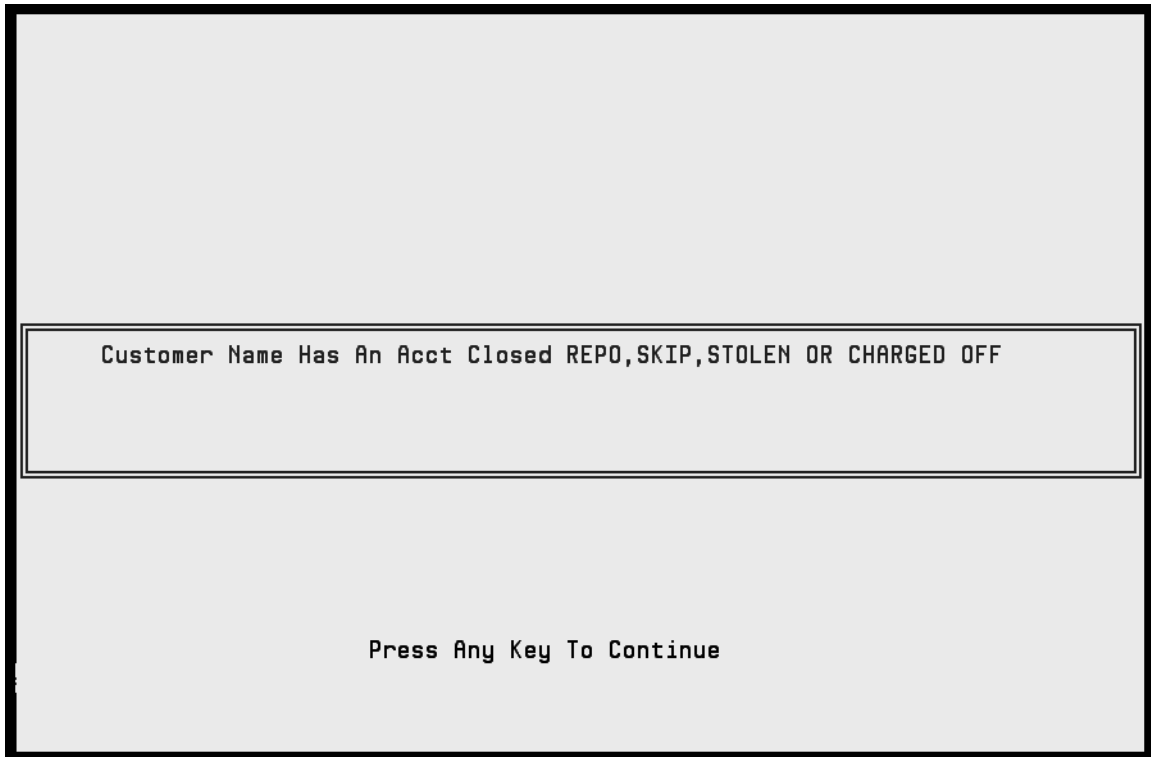 Customer Name Has An Acct Closed REPO,SKIP,STOLEN OR CHARGED OFF
Press Any Key To Continue